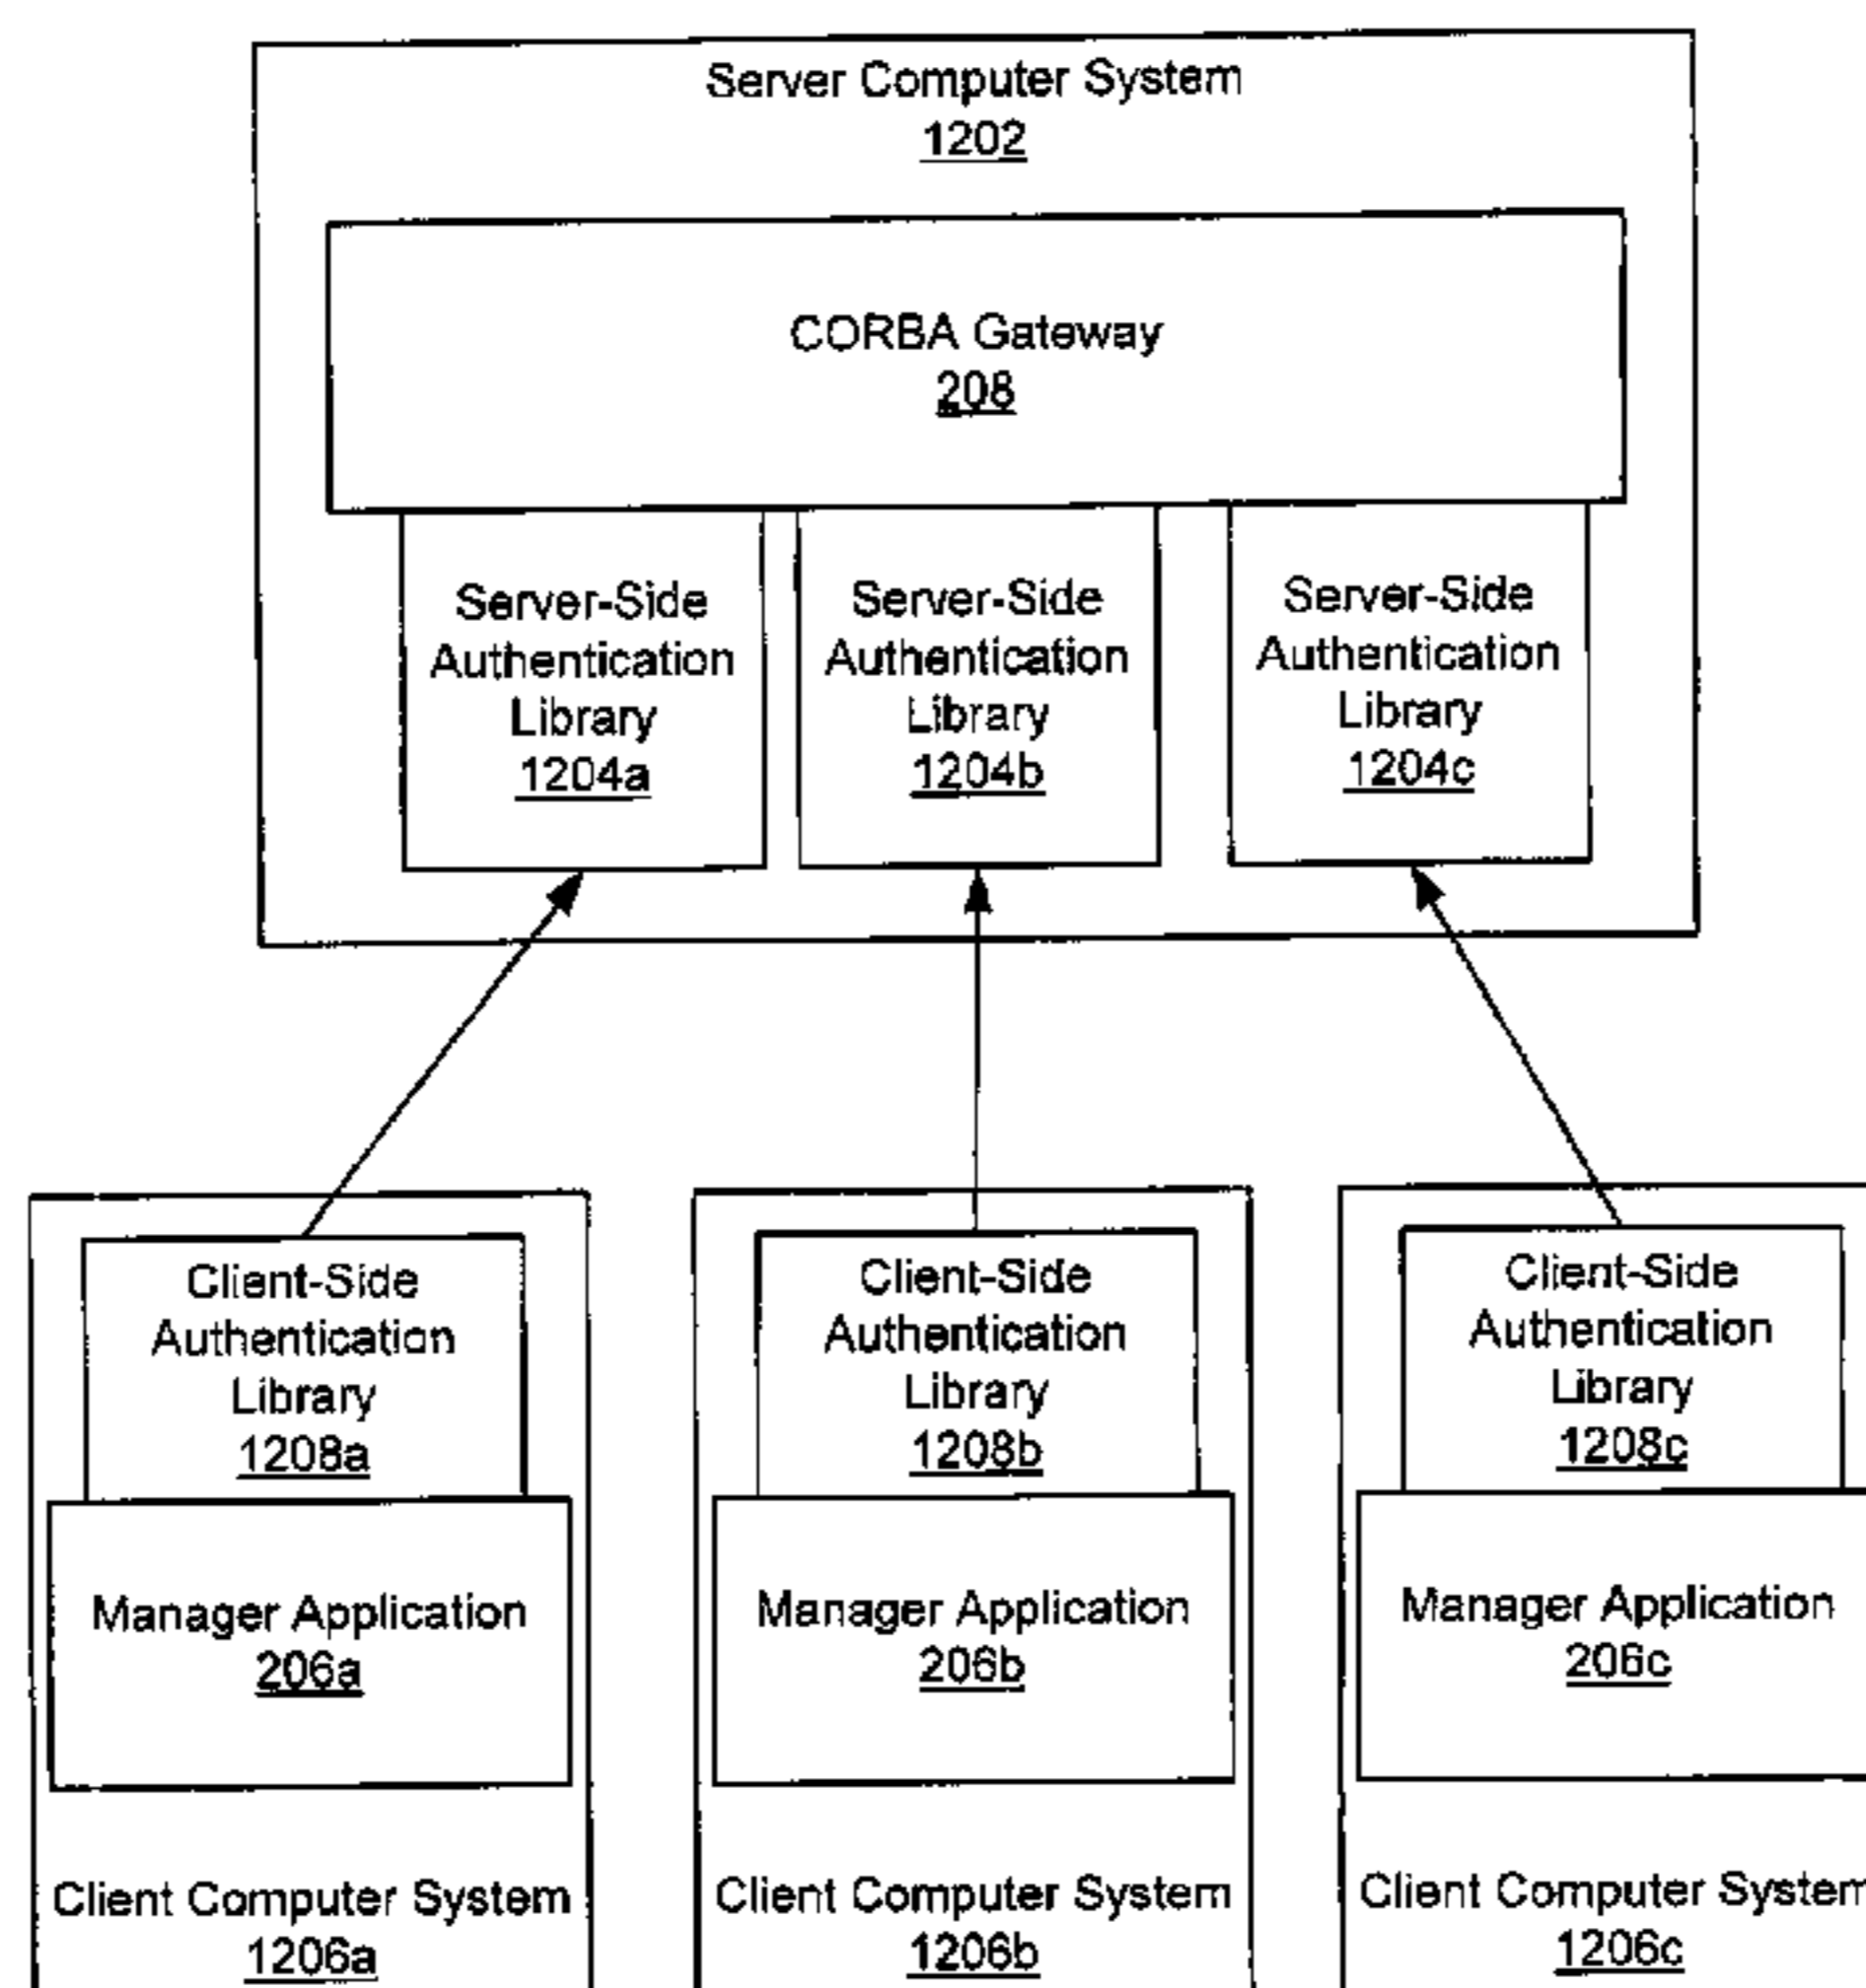 Server Computer System
1202
CORBA Gateway
208
Server-Side
Authentication
Library
1204a
Server-Side
Authentication
Library
1204b
Server-Side
Authentication
Library
1204c
Client-Side
Authentication
Library
1208a
Manager Application
206a
Client Computer System
1206a
Client-Side
Authentication
Library
1208b
Manager Application
206b
Client Computer System
1206b
Client-Side
Authentication
Library
1208c
Manager Application
206c
Client Computer System
1206c